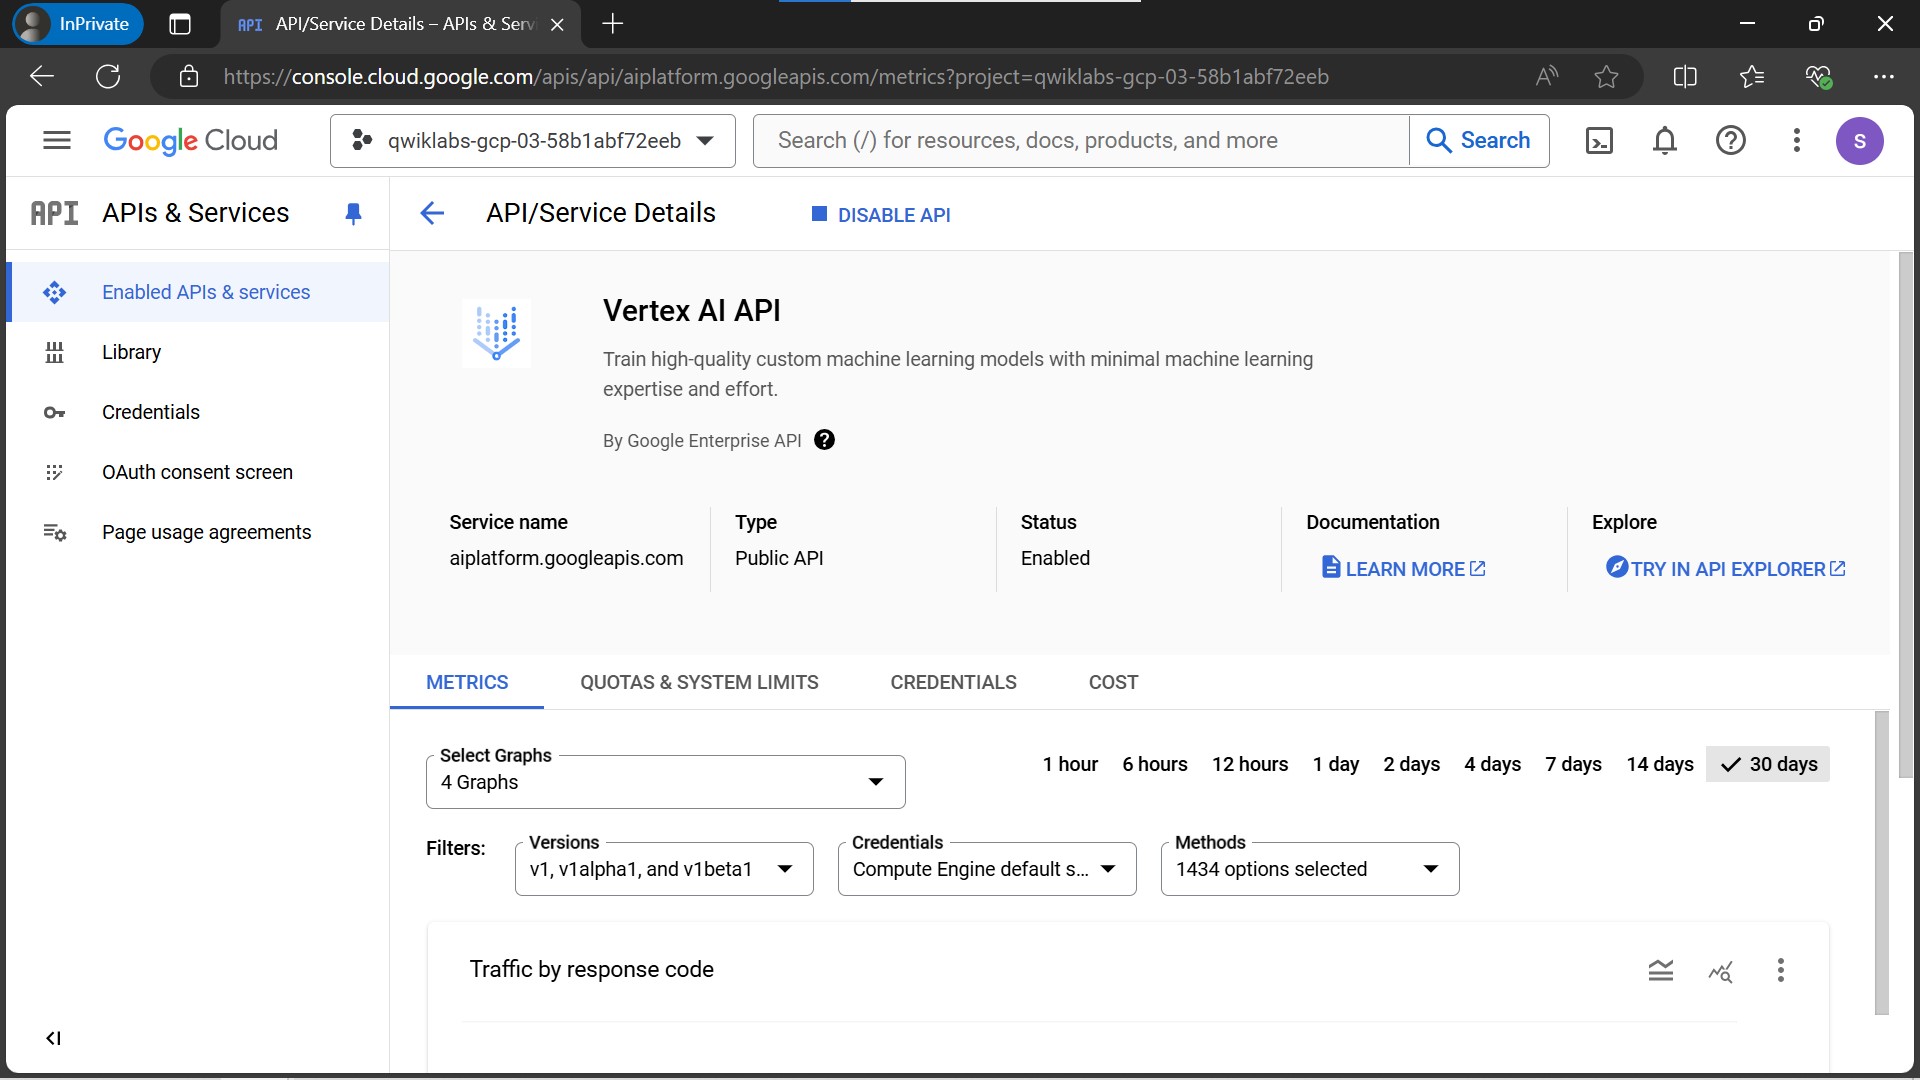 InPrivate
API API/Service Details – APIs & Serv
https://console.cloud.google.com/apis/api/aiplatform.googleapis.com/metrics?project=qwiklabs-gcp-03-58b1abf72eeb
Google Cloud
qwiklabs-gcp-03-58b1abf72eeb
Search (/) for resources, docs, products, and more
Search
S
API APIs & Services
API/Service Details
DISABLE API
Enabled APIs & services
Library
Credentials
OAuth consent screen
Page usage agreements
Vertex AI API
Train high-quality custom machine learning models with minimal machine learning
expertise and effort.
By Google Enterprise API
Service name
aiplatform.googleapis.com
Type
Public API
Status
Enabled
Documentation
LEARN MORE
Explore
TRY IN API EXPLORER
METRICS
QUOTAS & SYSTEM LIMITS
CREDENTIALS
COST
Select Graphs
4 Graphs
1 hour
6 hours
12 hours
1 day
2 days
4 days
7 days
14 days
30 days
Filters:
Versions
v1, v1alpha1, and v1beta1
Credentials
Compute Engine default s...
Methods
1434 options selected
Traffic by response code